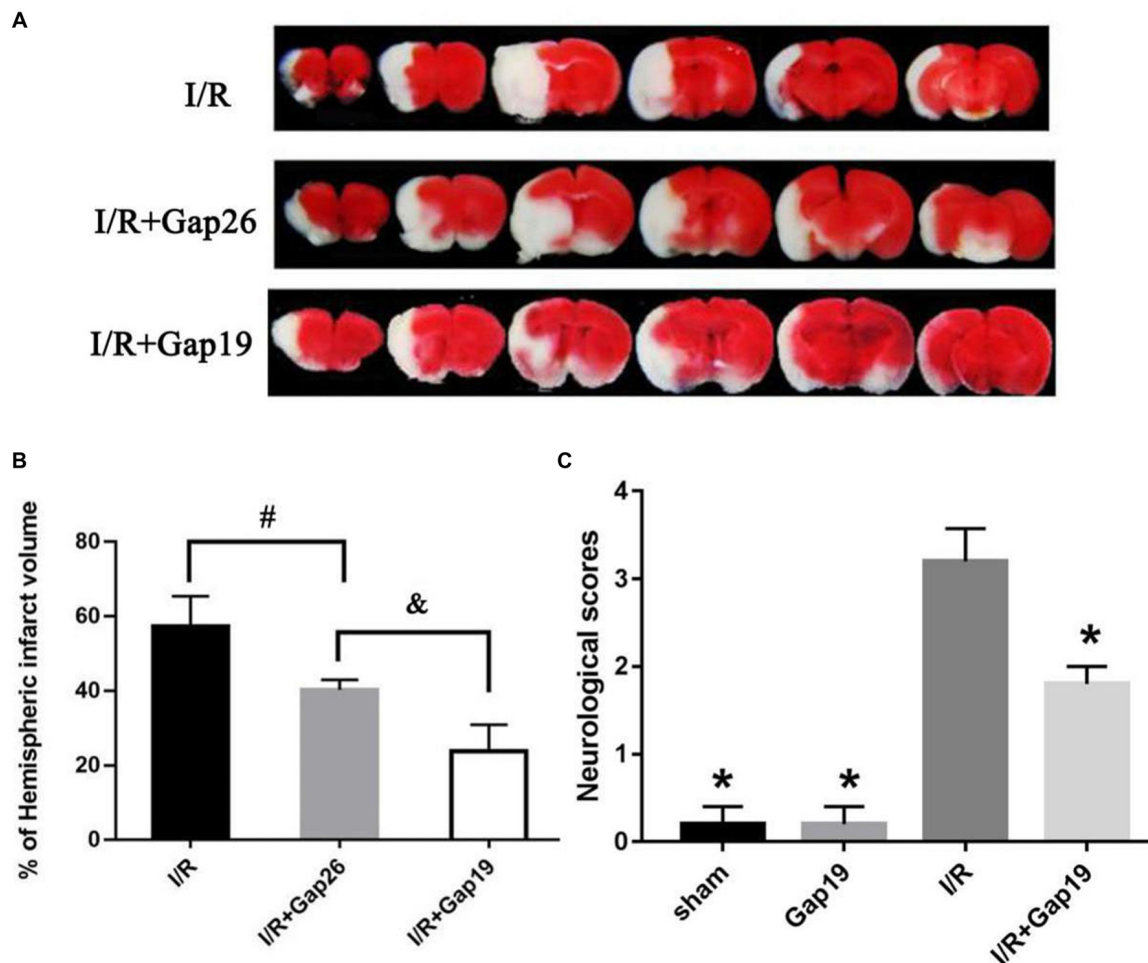 A
I/R
I/R+Gap26
I/R+Gap19
B
% of Hemispheric infarct volume
80
60
40
20
0
#
&
I/R
I/R+Gap26
I/R+Gap19
C
Neurological scores
4
3
2
1
0
*
*
*
sham
Gap19
I/R
I/R+Gap19